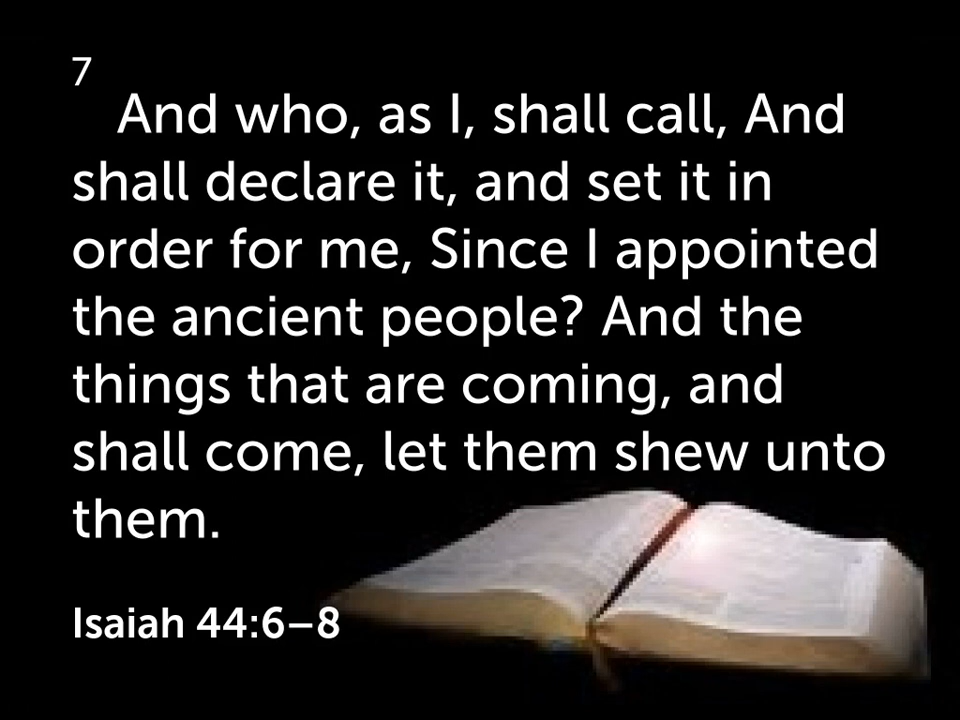 7
And who, as I, shall call, And
shall declare it, and set it in
order for me, Since I appointed
the ancient people? And the
things that are coming, and
shall come, let them shew unto
them.
Isaiah 44:6–8